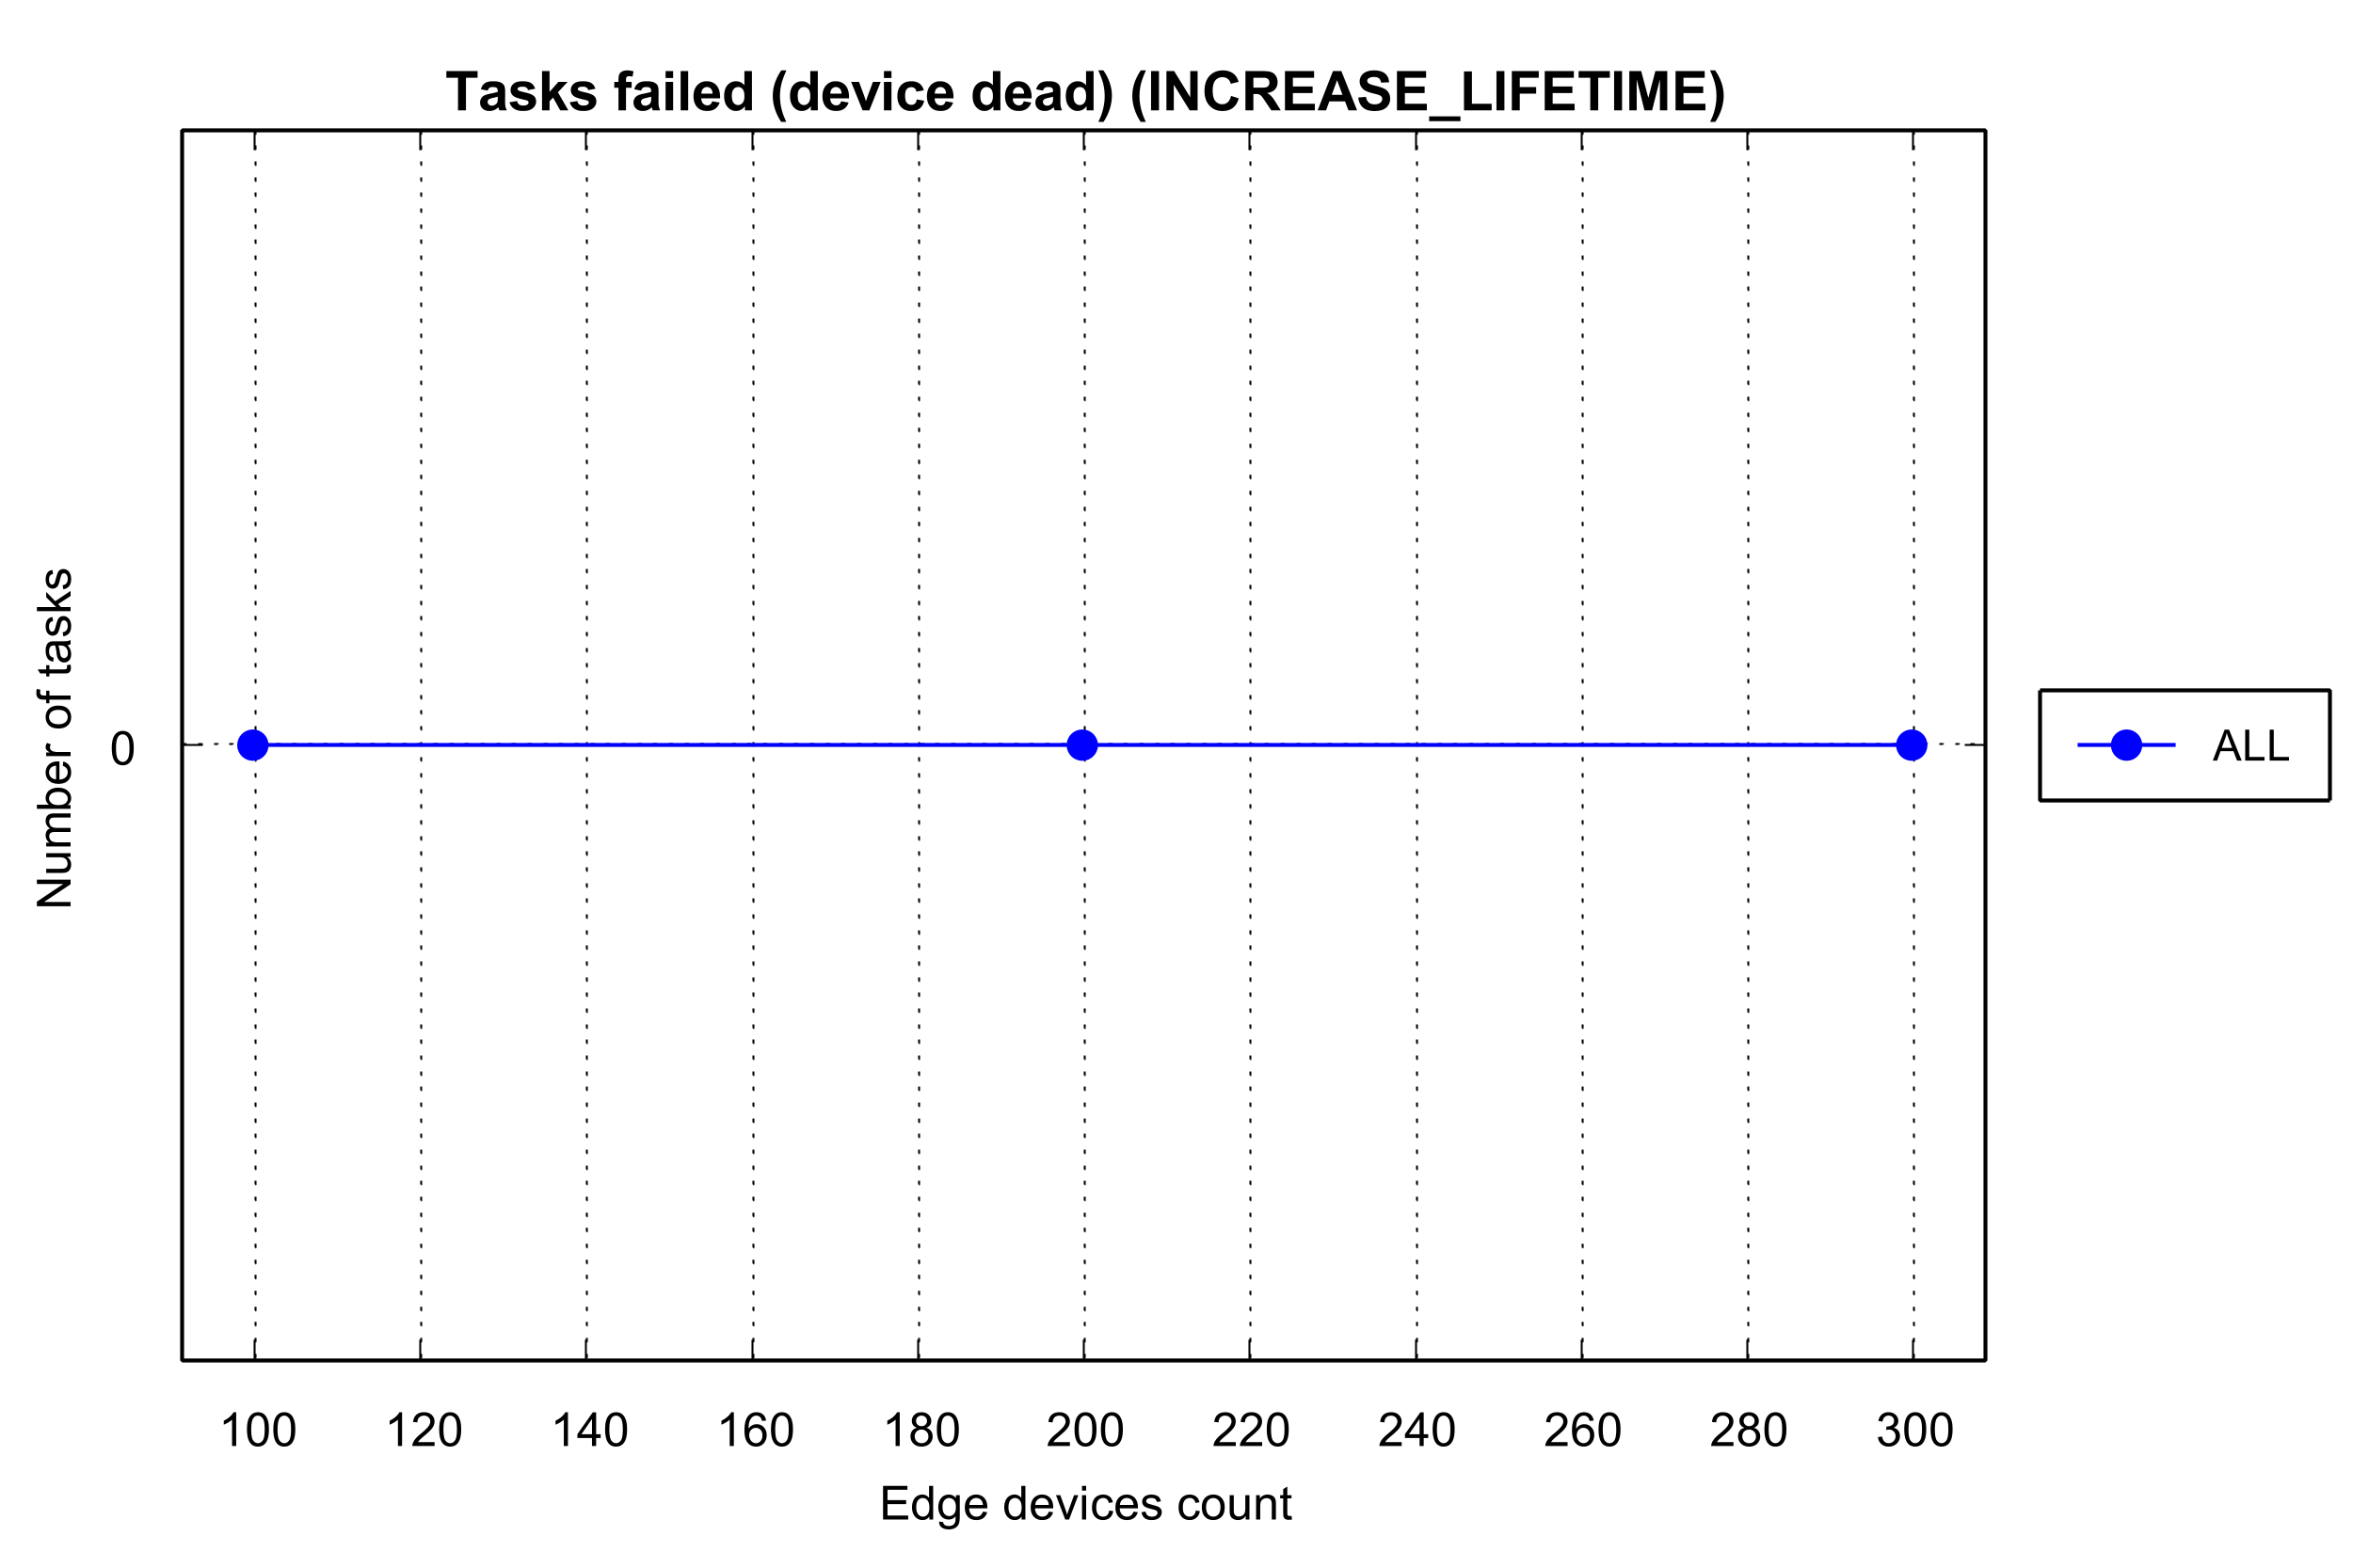 Tasks failed (device dead) (INCREASE_LIFETIME)
Number of tasks
0
ALL
100 120 140 160 180 200 220 240 260 280 300
Edge devices count